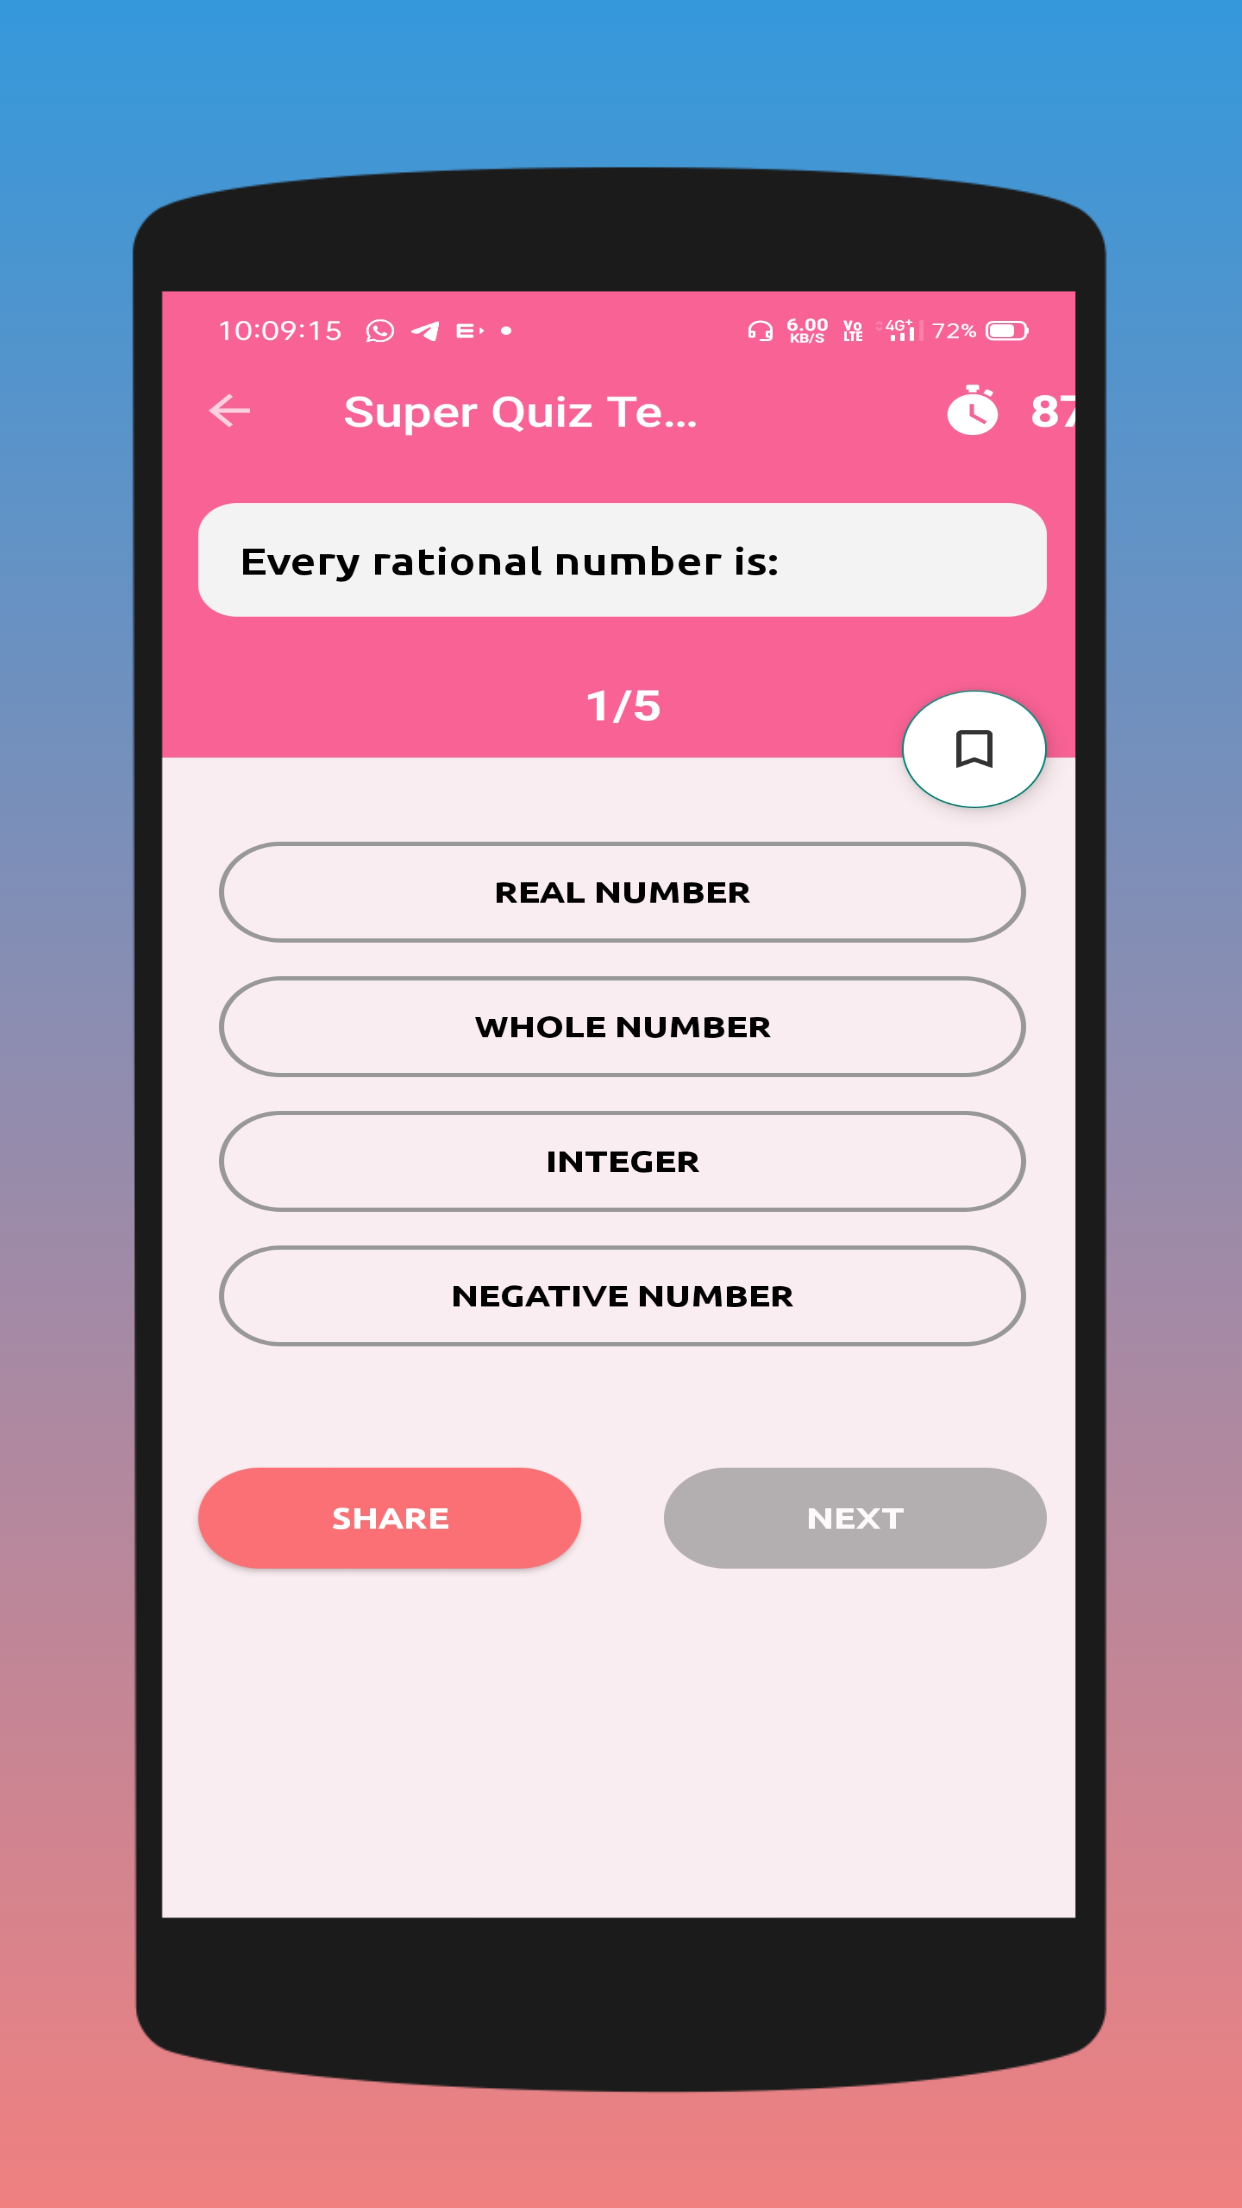 10:09:15 6.00 KB/S Vo LTE 4G+ 72%
Super Quiz Te... 87
Every rational number is:
1/5
REAL NUMBER
WHOLE NUMBER
INTEGER
NEGATIVE NUMBER
SHARE NEXT